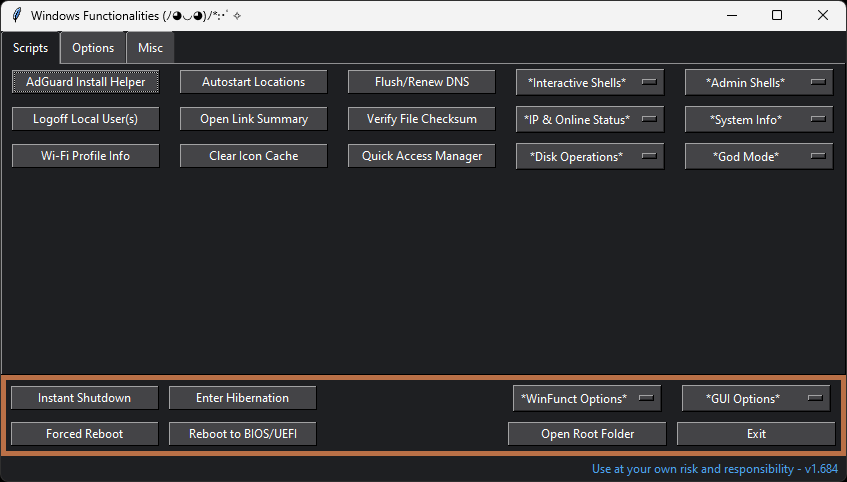 Windows Functionalities (ﾉ◕◡◕)ﾉ*:･ﾟ✧
Scripts Options Misc
AdGuard Install Helper Autostart Locations Flush/Renew DNS *Interactive Shells* *Admin Shells*
Logoff Local User(s) Open Link Summary Verify File Checksum *IP & Online Status* *System Info*
Wi-Fi Profile Info Clear Icon Cache Quick Access Manager *Disk Operations* *God Mode*
Instant Shutdown Enter Hibernation *WinFunct Options* *GUI Options*
Forced Reboot Reboot to BIOS/UEFI Open Root Folder Exit
Use at your own risk and responsibility - v1.684